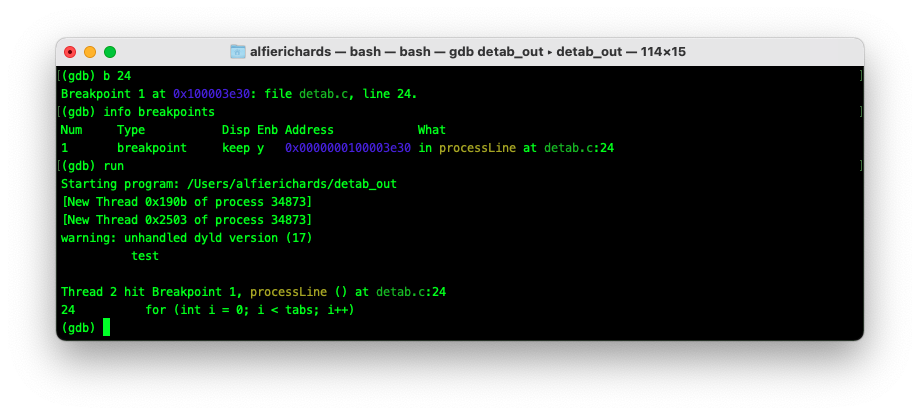 alfierichards — bash — bash — gdb detab_out ▸ detab_out — 114×15
[(gdb) b 24 ]
Breakpoint 1 at 0x100003e30: file detab.c, line 24.
[(gdb) info breakpoints ]
Num     Type           Disp Enb Address            What
1       breakpoint     keep y   0x0000000100003e30 in processLine at detab.c:24
[(gdb) run ]
Starting program: /Users/alfierichards/detab_out
[New Thread 0x190b of process 34873]
[New Thread 0x2503 of process 34873]
warning: unhandled dyld version (17)
          test
Thread 2 hit Breakpoint 1, processLine () at detab.c:24
24          for (int i = 0; i < tabs; i++)
(gdb)